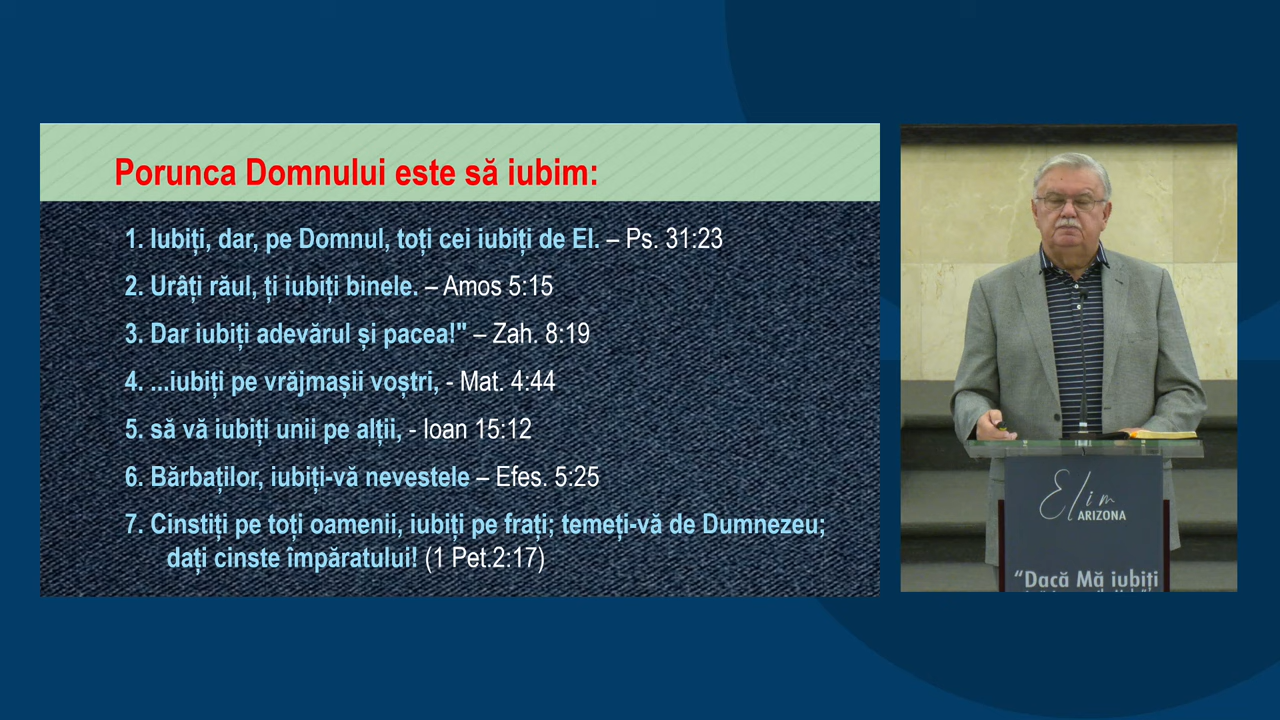 Porunca Domnului este să iubim:
1. Iubiți, dar, pe Domnul, toți cei iubiți de El. – Ps. 31:23
2. Urâți răul, ți iubiți binele. – Amos 5:15
3. Dar iubiți adevărul și pacea!" – Zah. 8:19
4. ...iubiți pe vrăjmașii voștri, - Mat. 4:44
5. să vă iubiți unii pe alții, - Ioan 15:12
6. Bărbaților, iubiți-vă nevestele – Efes. 5:25
7. Cinstiți pe toți oamenii, iubiți pe frați; temeți-vă de Dumnezeu;
dați cinste împăratului! (1 Pet.2:17)
Elim
ARIZONA
“Dacă Mă iubiți